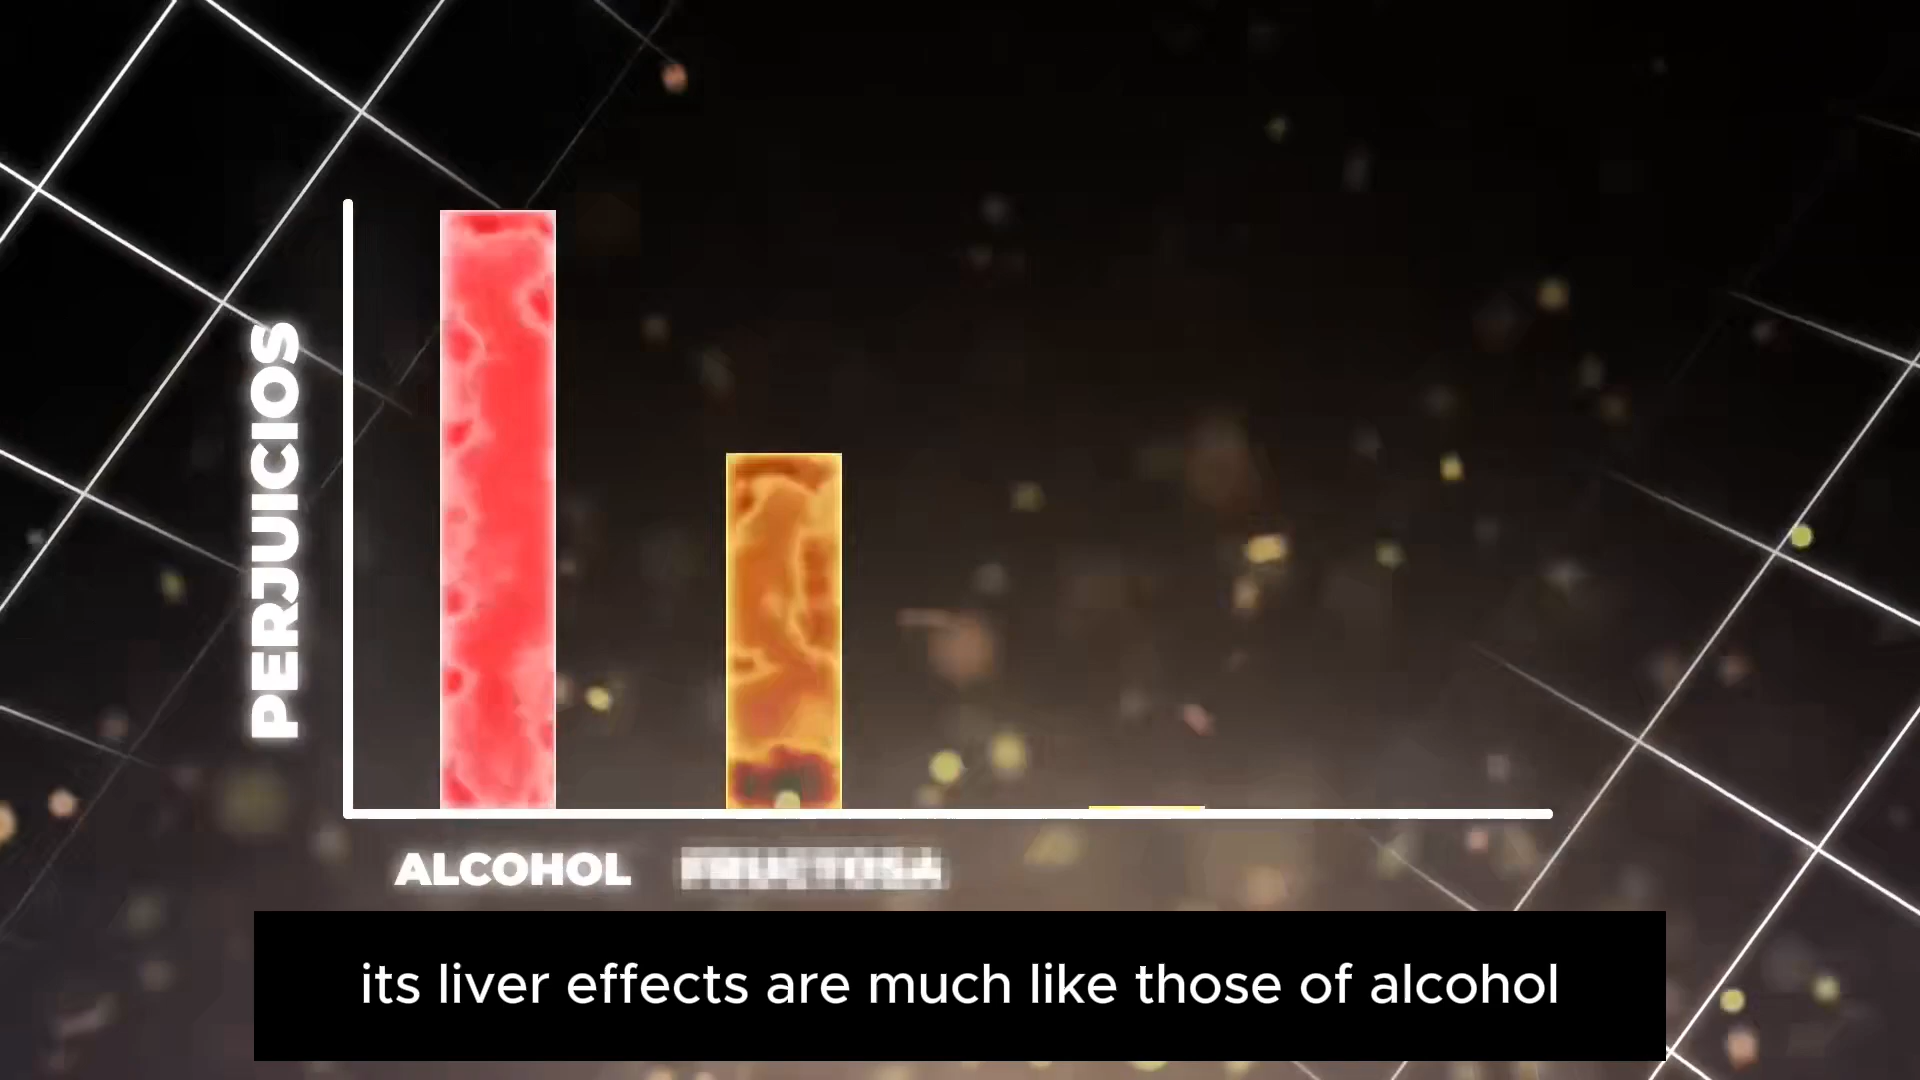 PERJUICIOS
ALCOHOL
its liver effects are much like those of alcohol